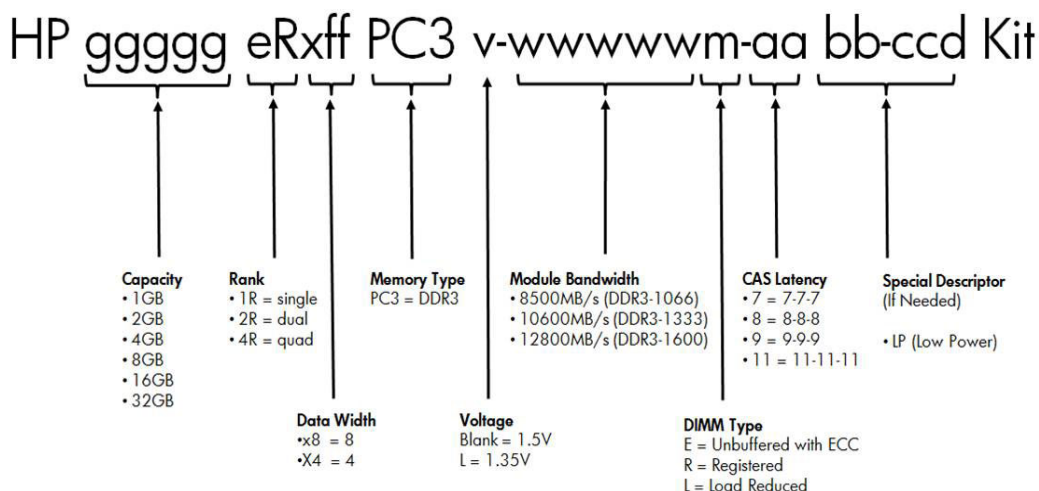 HP ggggg eRxff PC3 v-wwwwwm-aa bb-ccd Kit
Capacity
• 1GB
• 2GB
• 4GB
• 8GB
• 16GB
• 32GB
Rank
• 1R = single
• 2R = dual
• 4R = quad
Memory Type
PC3 = DDR3
Module Bandwidth
• 8500MB/s (DDR3-1066)
• 10600MB/s (DDR3-1333)
• 12800MB/s (DDR3-1600)
CAS Latency
• 7 = 7-7-7
• 8 = 8-8-8
• 9 = 9-9-9
• 11 = 11-11-11
Special Descriptor
(If Needed)
• LP (Low Power)
Data Width
•x8 = 8
•X4 = 4
Voltage
Blank = 1.5V
L = 1.35V
DIMM Type
E = Unbuffered with ECC
R = Registered
L = Load Reduced